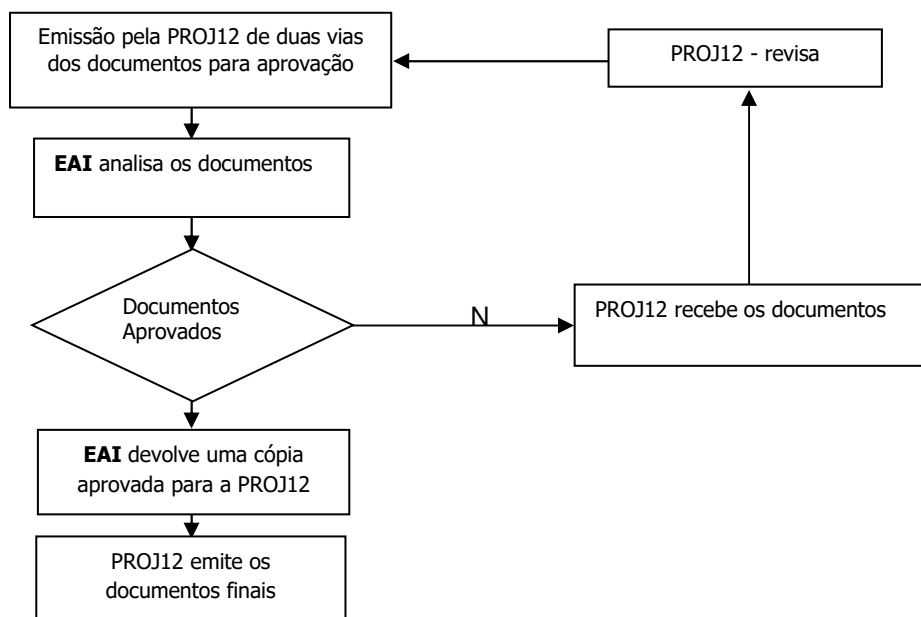 Emissão pela PROJ12 de duas vias
dos documentos para aprovação
PROJ12 - revisa
EAI analisa os documentos
Documentos
Aprovados
N
PROJ12 recebe os documentos
EAI devolve uma cópia
aprovada para a PROJ12
PROJ12 emite os
documentos finais